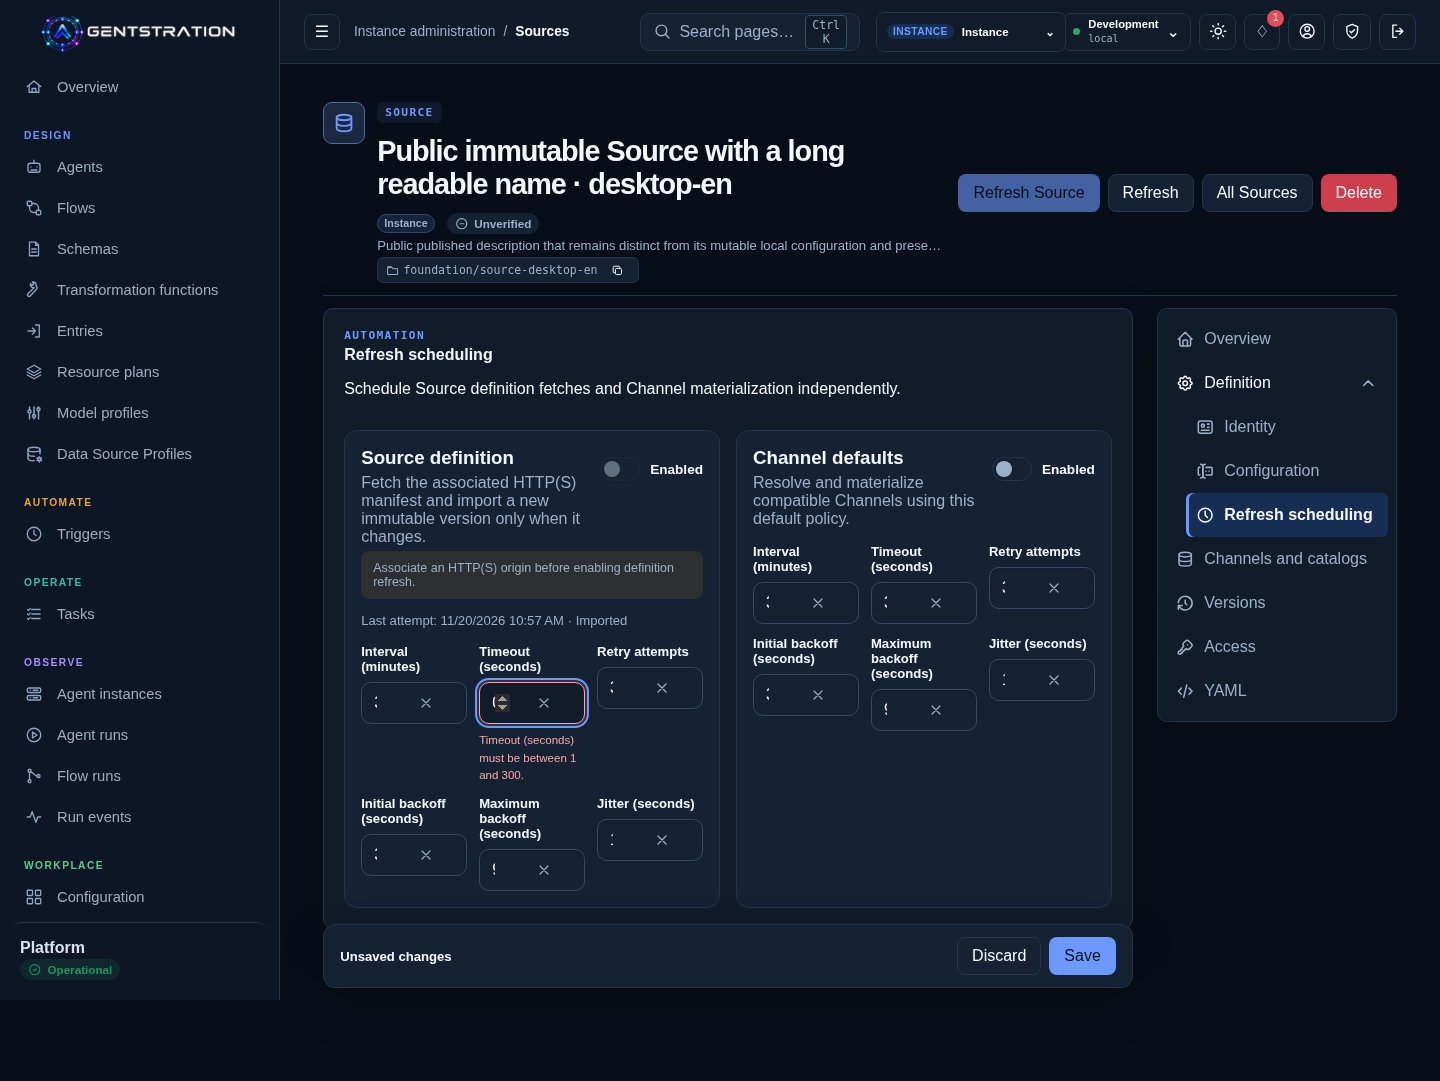 GENTSTRATION
☰
Instance administration / Sources
Search pages…
Ctrl K
INSTANCE Instance
Development
local
1
Overview
DESIGN
Agents
Flows
Schemas
Transformation functions
Entries
Resource plans
Model profiles
Data Source Profiles
AUTOMATE
Triggers
OPERATE
Tasks
OBSERVE
Agent instances
Agent runs
Flow runs
Run events
WORKPLACE
Configuration
Platform
Operational
SOURCE
Public immutable Source with a long
readable name · desktop-en
Instance
Unverified
Public published description that remains distinct from its mutable local configuration and prese…
foundation/source-desktop-en
Refresh Source
Refresh
All Sources
Delete
AUTOMATION
Refresh scheduling
Schedule Source definition fetches and Channel materialization independently.
Source definition
Fetch the associated HTTP(S)
manifest and import a new
immutable version only when it
changes.
Enabled
Associate an HTTP(S) origin before enabling definition
refresh.
Last attempt: 11/20/2026 10:57 AM · Imported
Interval
(minutes)
Timeout
(seconds)
Retry attempts
Timeout (seconds)
must be between 1
and 300.
Initial backoff
(seconds)
Maximum
backoff
(seconds)
Jitter (seconds)
Channel defaults
Resolve and materialize
compatible Channels using this
default policy.
Enabled
Interval
(minutes)
Timeout
(seconds)
Retry attempts
Initial backoff
(seconds)
Maximum
backoff
(seconds)
Jitter (seconds)
Unsaved changes
Discard
Save
Overview
Definition
Identity
Configuration
Refresh scheduling
Channels and catalogs
Versions
Access
YAML